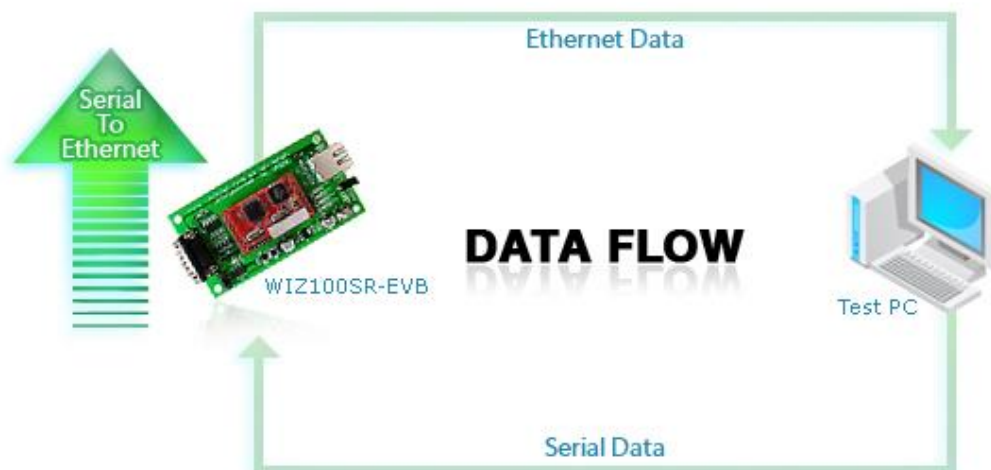 Ethernet Data
Serial
To
Ethernet
DATA FLOW
WIZ100SR-EVB
Test PC
Serial Data